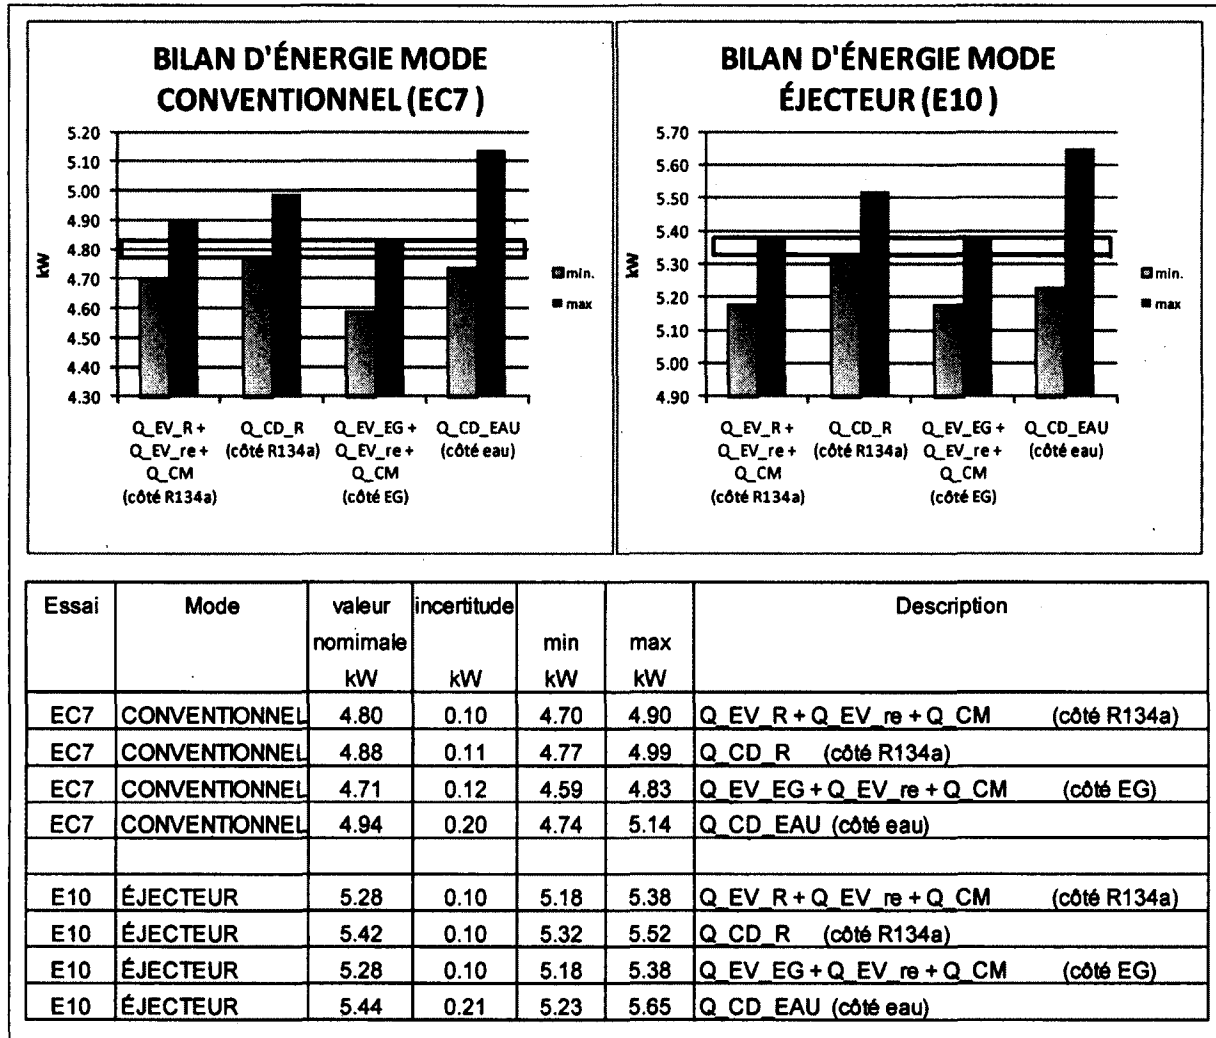 BILAN D'ÉNERGIE MODE
CONVENTIONNEL (EC7 )
5.20
5.10
5.00
4.90
4.80
4.70
4.60
4.50
4.40
4.30
kW
Q_EV_R +
Q_EV_re +
Q_CM
(côté R134a)
Q_CD_R
(côté R134a)
Q_EV_EG +
Q_EV_re +
Q_CM
(côté EG)
Q_CD_EAU
(côté eau)
min.
max
BILAN D'ÉNERGIE MODE
ÉJECTEUR (E10 )
5.70
5.60
5.50
5.40
5.30
5.20
5.10
5.00
4.90
kW
Q_EV_R +
Q_EV_re +
Q_CM
(côté R134a)
Q_CD_R
(côté R134a)
Q_EV_EG +
Q_EV_re +
Q_CM
(côté EG)
Q_CD_EAU
(côté eau)
min.
max
Essai Mode valeur incertitude Description
nomimale min max
kW kW kW kW
EC7 CONVENTIONNEL 4.80 0.10 4.70 4.90 Q_EV_R + Q_EV_re + Q_CM (côté R134a)
EC7 CONVENTIONNEL 4.88 0.11 4.77 4.99 Q_CD_R (côté R134a)
EC7 CONVENTIONNEL 4.71 0.12 4.59 4.83 Q_EV_EG + Q_EV_re + Q_CM (côté EG)
EC7 CONVENTIONNEL 4.94 0.20 4.74 5.14 Q_CD_EAU (côté eau)
E10 ÉJECTEUR 5.28 0.10 5.18 5.38 Q_EV_R + Q_EV_re + Q_CM (côté R134a)
E10 ÉJECTEUR 5.42 0.10 5.32 5.52 Q_CD_R (côté R134a)
E10 ÉJECTEUR 5.28 0.10 5.18 5.38 Q_EV_EG + Q_EV_re + Q_CM (côté EG)
E10 ÉJECTEUR 5.44 0.21 5.23 5.65 Q_CD_EAU (côté eau)